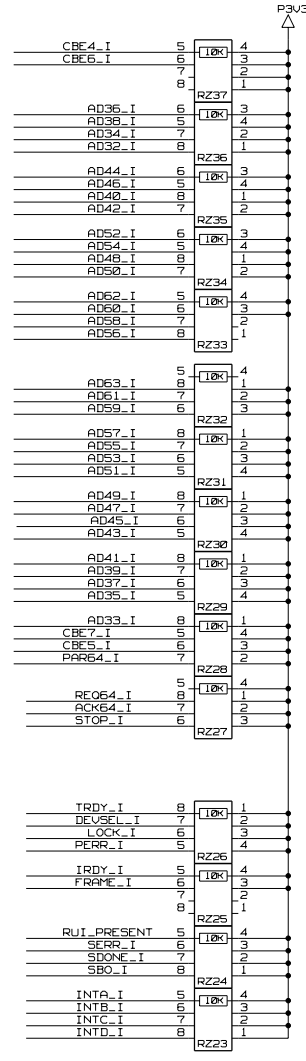 P3V3
CBE4_I 5 10K 4
CBE6_I 6 3
7 2
8 1
RZ37
AD36_I 6 10K 3
AD38_I 5 4
AD34_I 7 2
AD32_I 8 1
RZ36
AD44_I 6 10K 3
AD46_I 5 4
AD40_I 8 1
AD42_I 7 2
RZ35
AD52_I 6 10K 3
AD54_I 5 4
AD48_I 8 1
AD50_I 7 2
RZ34
AD62_I 5 10K 4
AD60_I 6 3
AD58_I 7 2
AD56_I 8 1
RZ33
5 10K 4
AD63_I 8 1
AD61_I 7 2
AD59_I 6 3
RZ32
AD57_I 8 10K 1
AD55_I 7 2
AD53_I 6 3
AD51_I 5 4
RZ31
AD49_I 8 10K 1
AD47_I 7 2
AD45_I 6 3
AD43_I 5 4
RZ30
AD41_I 8 10K 1
AD39_I 7 2
AD37_I 6 3
AD35_I 5 4
RZ29
AD33_I 8 10K 1
CBE7_I 5 4
CBE5_I 6 3
PAR64_I 7 2
RZ28
5 10K 4
REQ64_I 8 1
ACK64_I 7 2
STOP_I 6 3
RZ27
TRDY_I 8 10K 1
DEVSEL_I 7 2
LOCK_I 6 3
PERR_I 5 4
RZ26
IRDY_I 5 10K 4
FRAME_I 6 3
7 2
8 1
RZ25
RUI_PRESENT 5 10K 4
SERR_I 6 3
SDONE_I 7 2
SBO_I 8 1
RZ24
INTA_I 5 10K 4
INTB_I 6 3
INTC_I 7 2
INTD_I 8 1
RZ23